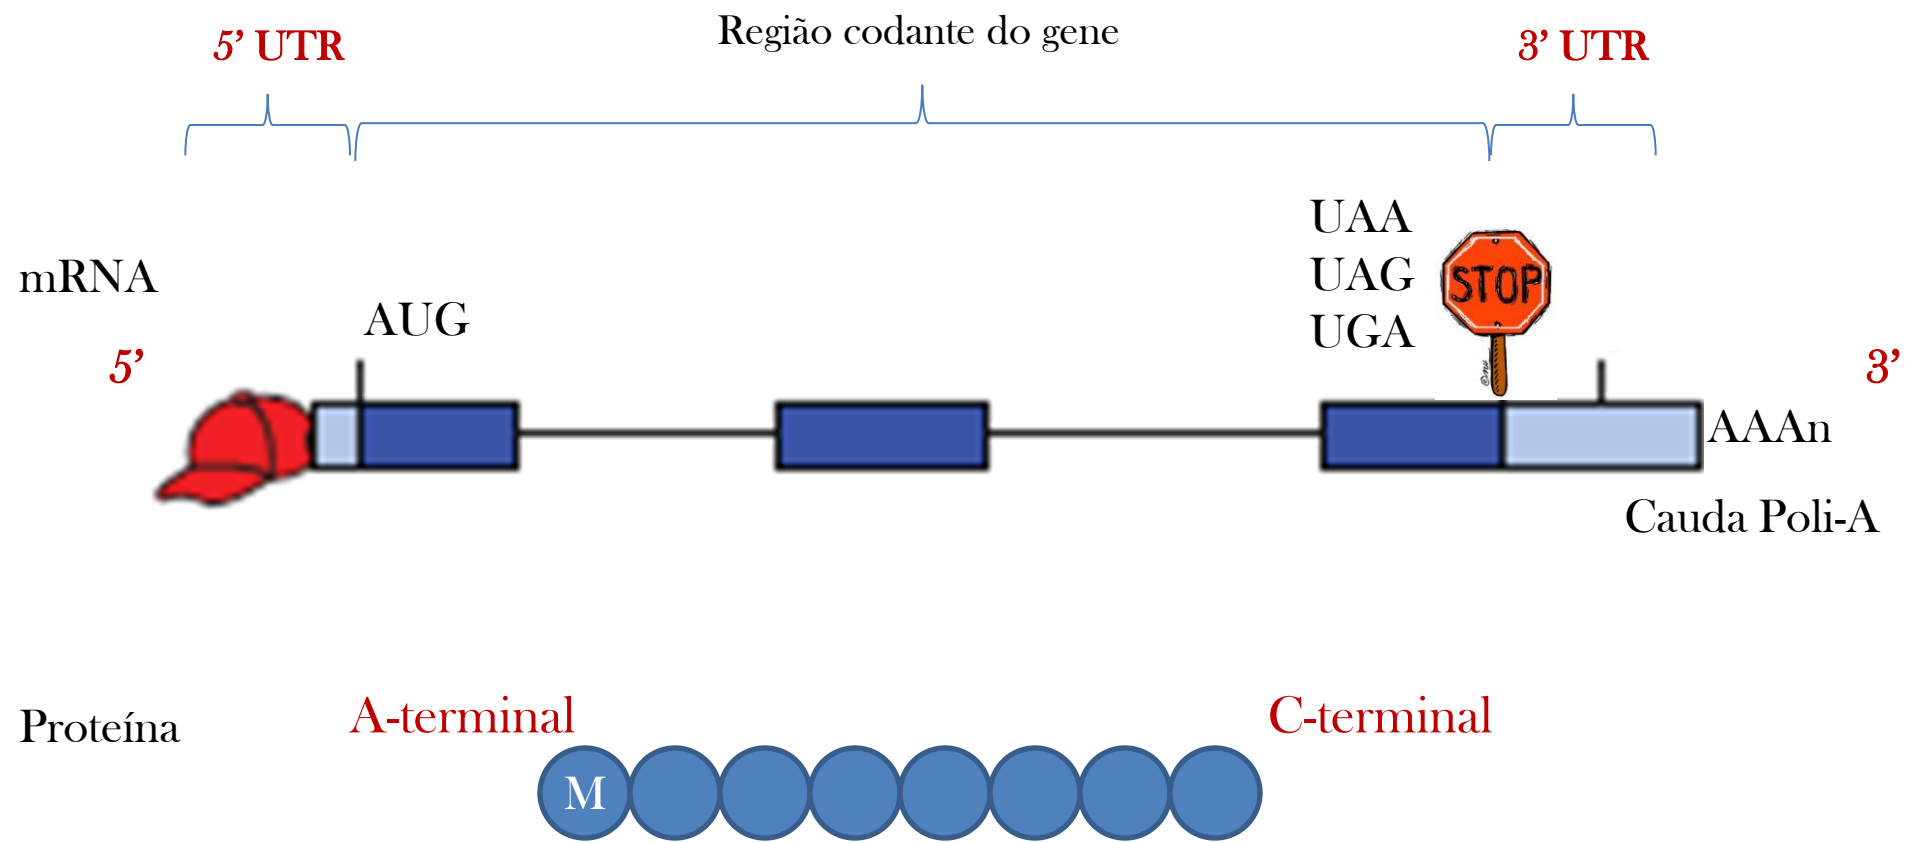 5’ UTR
Região codante do gene
3’ UTR
mRNA
AUG
UAA
UAG
UGA
STOP
5’
3’
AAAn
Cauda Poli-A
Proteína
A-terminal
C-terminal
M